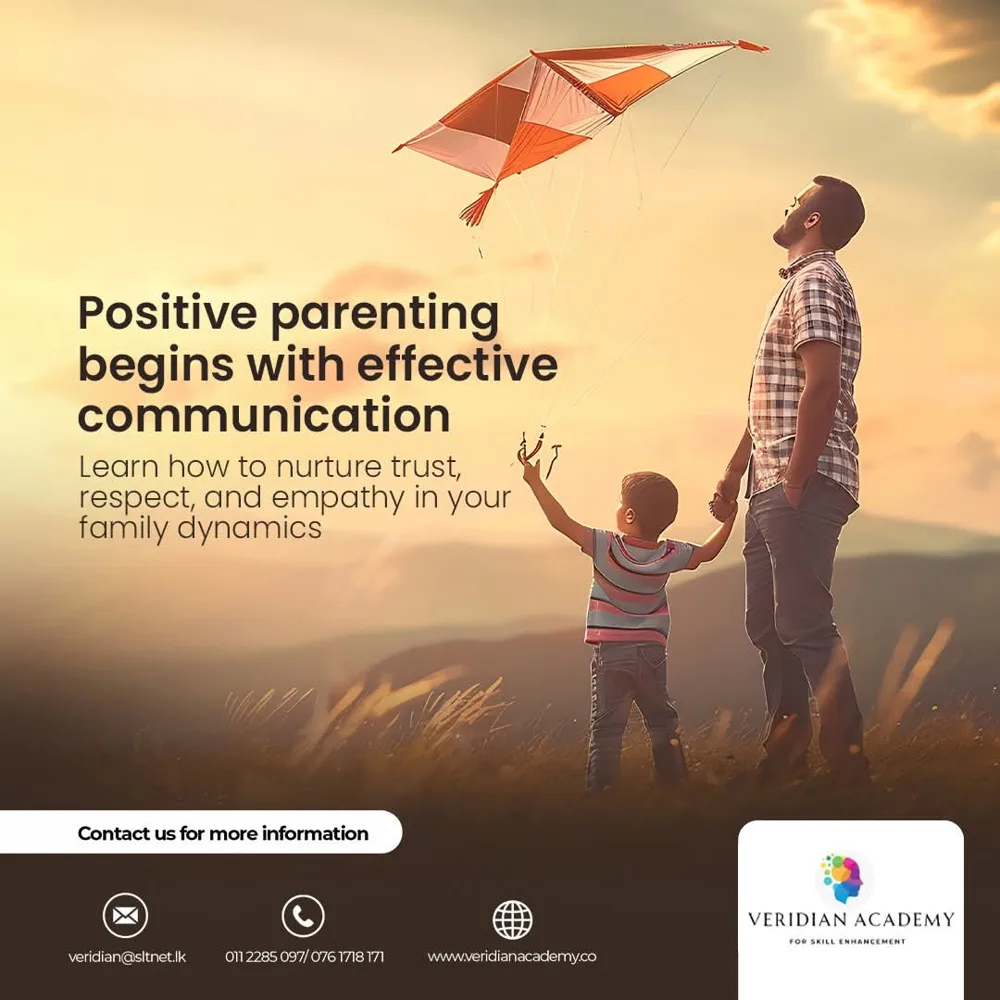 Positive parenting
begins with effective
communication
Learn how to nurture trust,
respect, and empathy in your
family dynamics
Contact us for more information
veridian@sltnet.lk
011 2285 097/ 076 1718 171
www.veridianacademy.co
VERIDIAN ACADEMY
FOR SKILL ENHANCEMENT